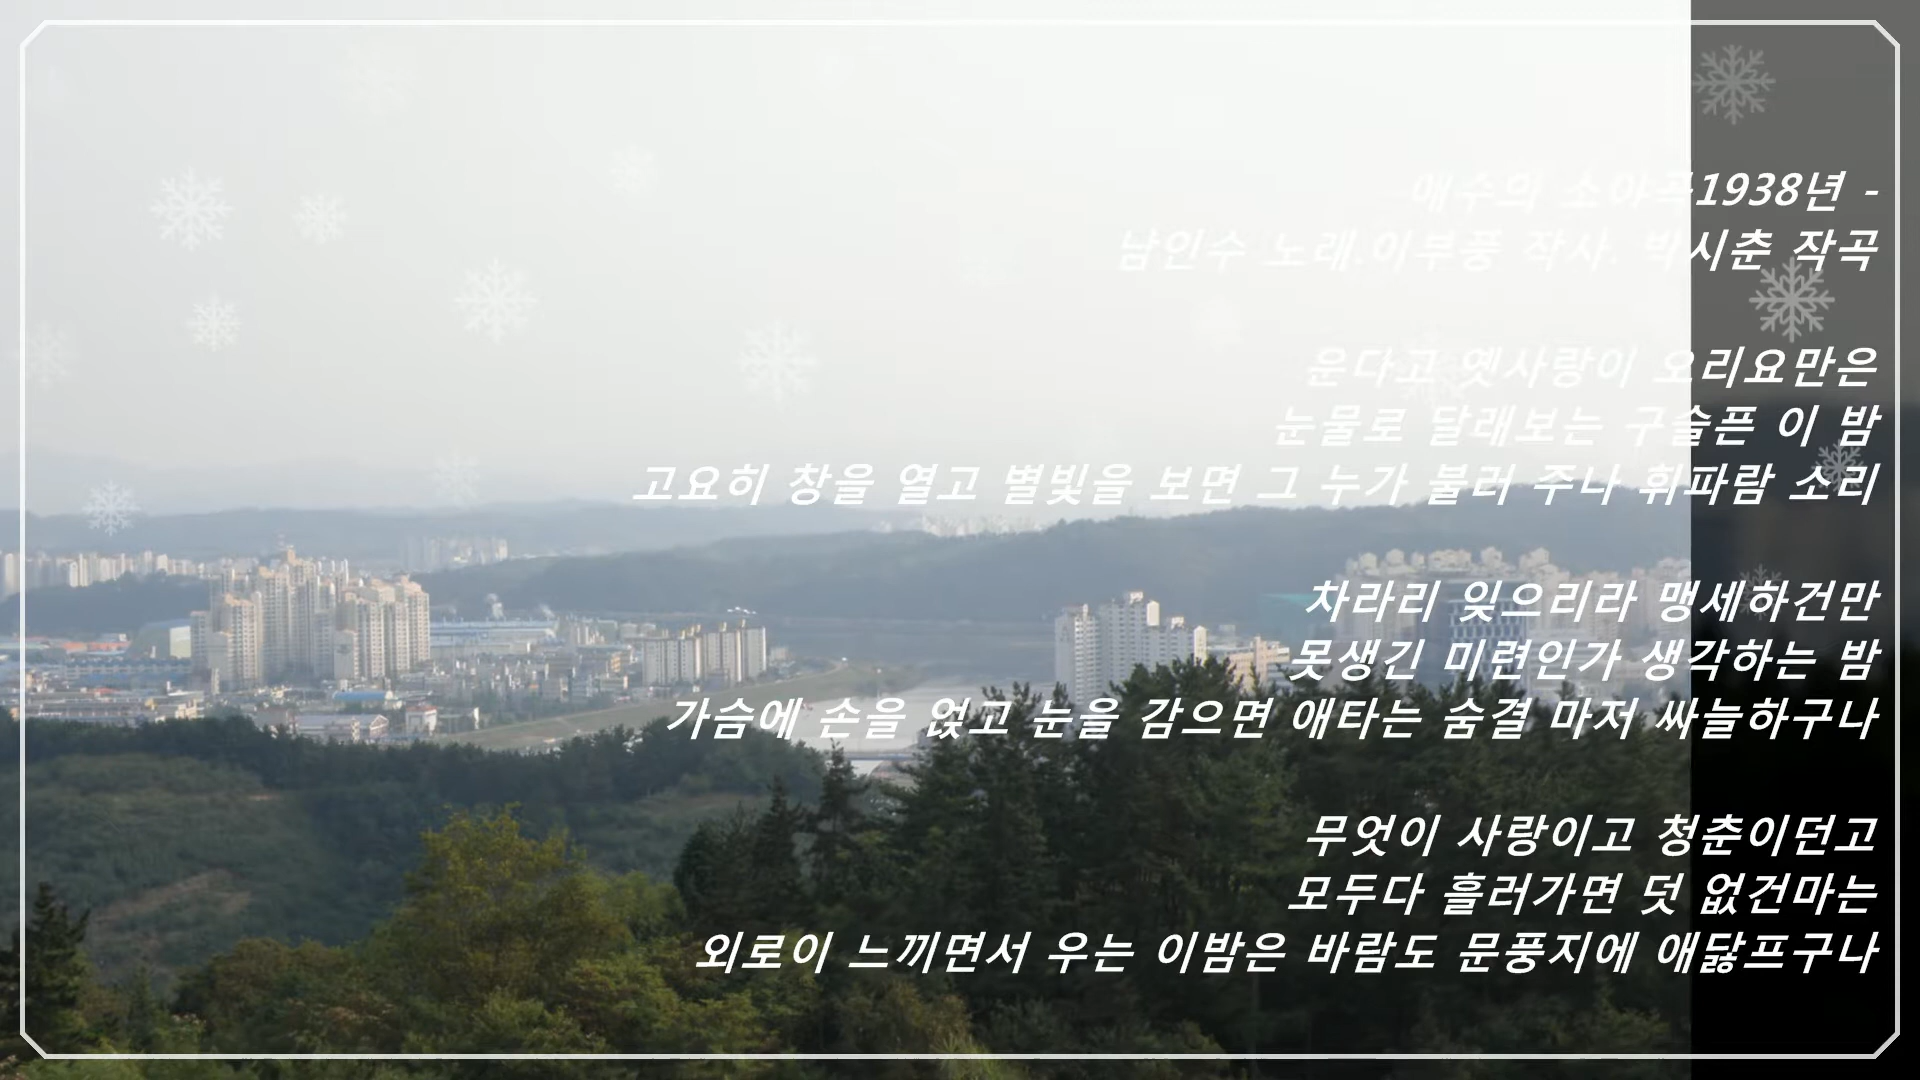 애수의 소야곡1938년 -
남인수 노래.이부풍 작사. 박시춘 작곡
운다고 옛사랑이 오리요만은
눈물로 달래보는 구슬픈 이 밤
고요히 창을 열고 별빛을 보면 그 누가 불러 주나 휘파람 소리
차라리 잊으리라 맹세하건만
못생긴 미련인가 생각하는 밤
가슴에 손을 얹고 눈을 감으면 애타는 숨결 마저 싸늘하구나
무엇이 사랑이고 청춘이던고
모두다 흘러가면 덧 없건마는
외로이 느끼면서 우는 이밤은 바람도 문풍지에 애닳프구나